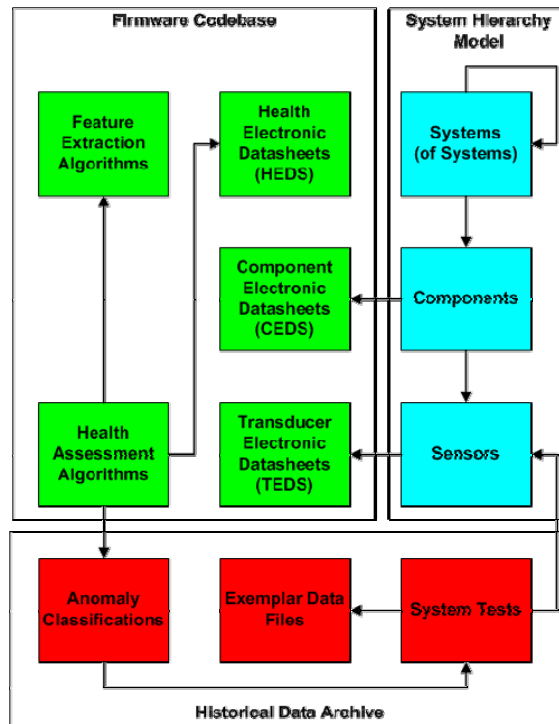 Firmware Codebase
System Hierarchy
Model
Feature
Extraction
Algorithms
Health
Electronic
Datasheets
(HEDS)
Systems
(of Systems)
Component
Electronic
Datasheets
(CEDS)
Components
Health
Assessment
Algorithms
Transducer
Electronic
Datasheets
(TEDS)
Sensors
Anomaly
Classifications
Exemplar Data
Files
System Tests
Historical Data Archive